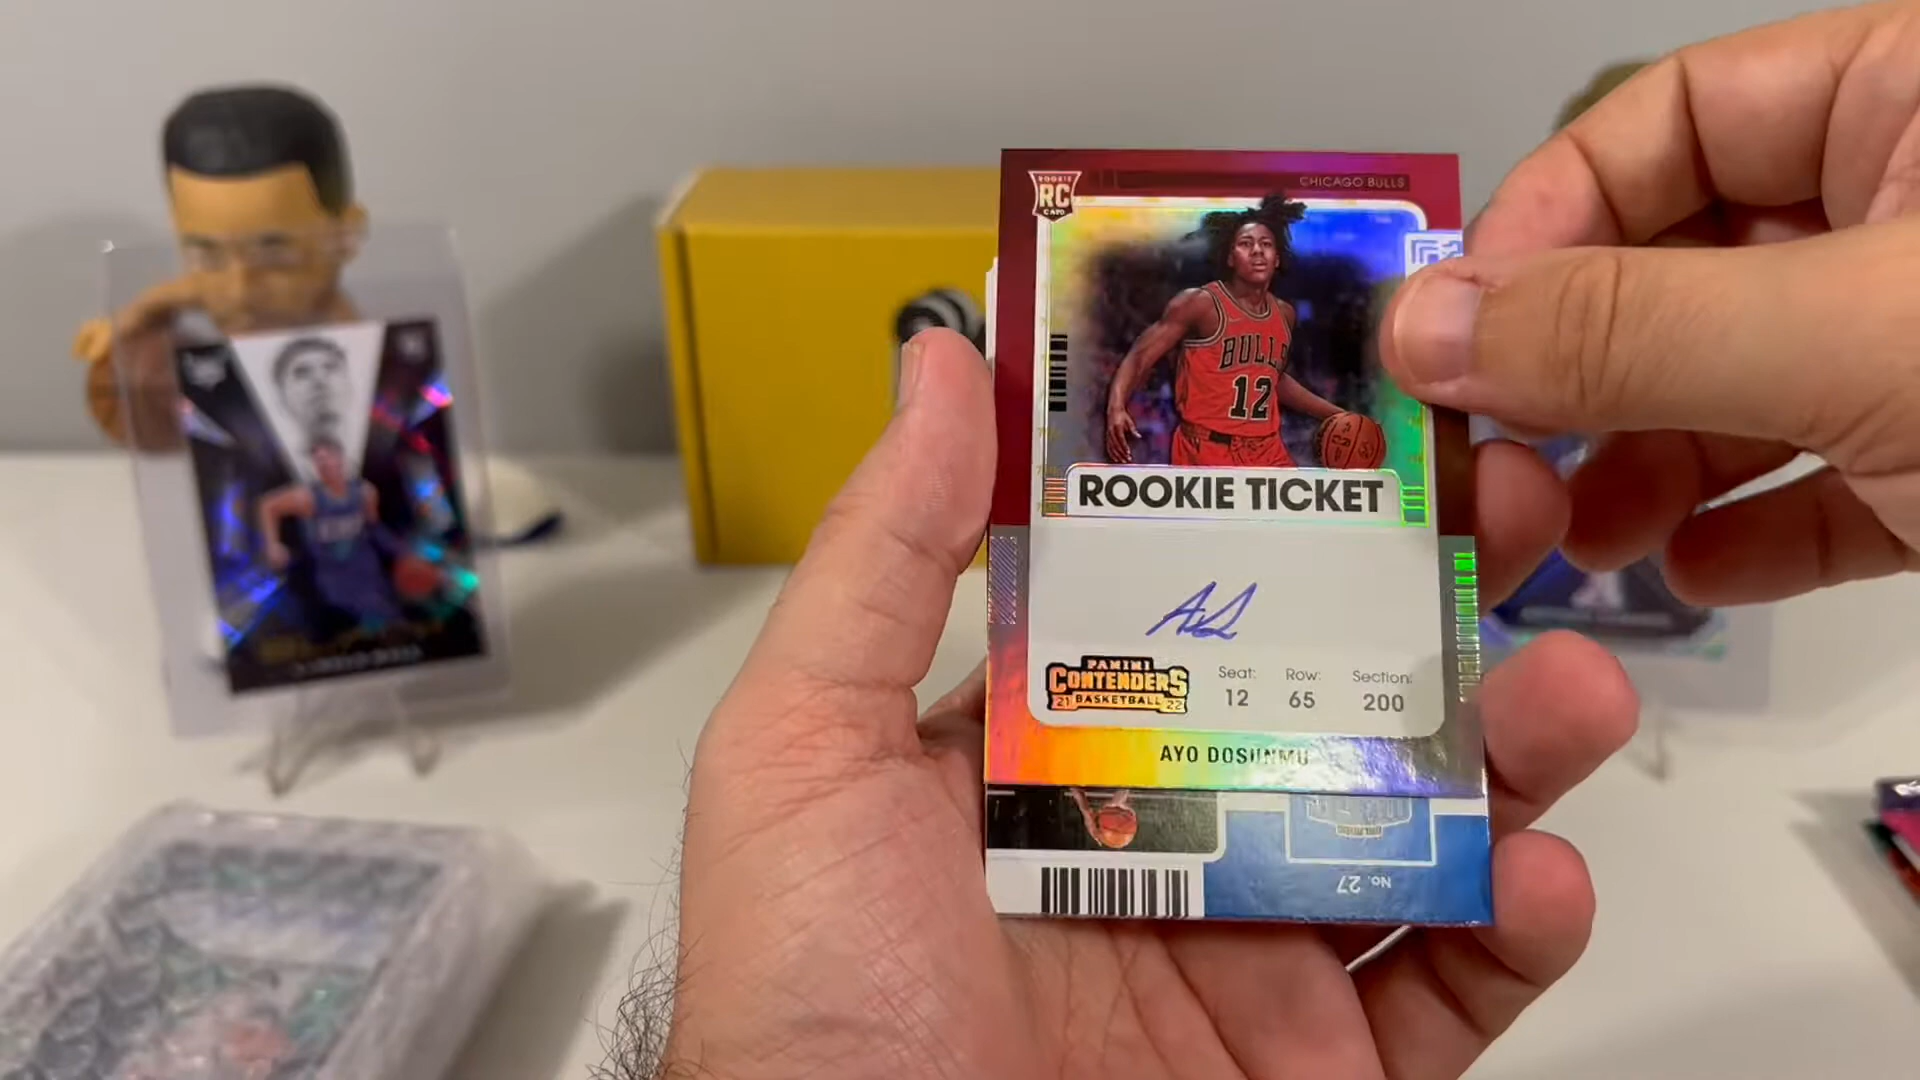 ROOKIE
RC
CARD
CHICAGO BULLS
BULLS
12
ROOKIE TICKET
PANINI
CONTENDERS
21 BASKETBALL 22
Seat: Row: Section:
12 65 200
AYO DOSUNMU
No. 27